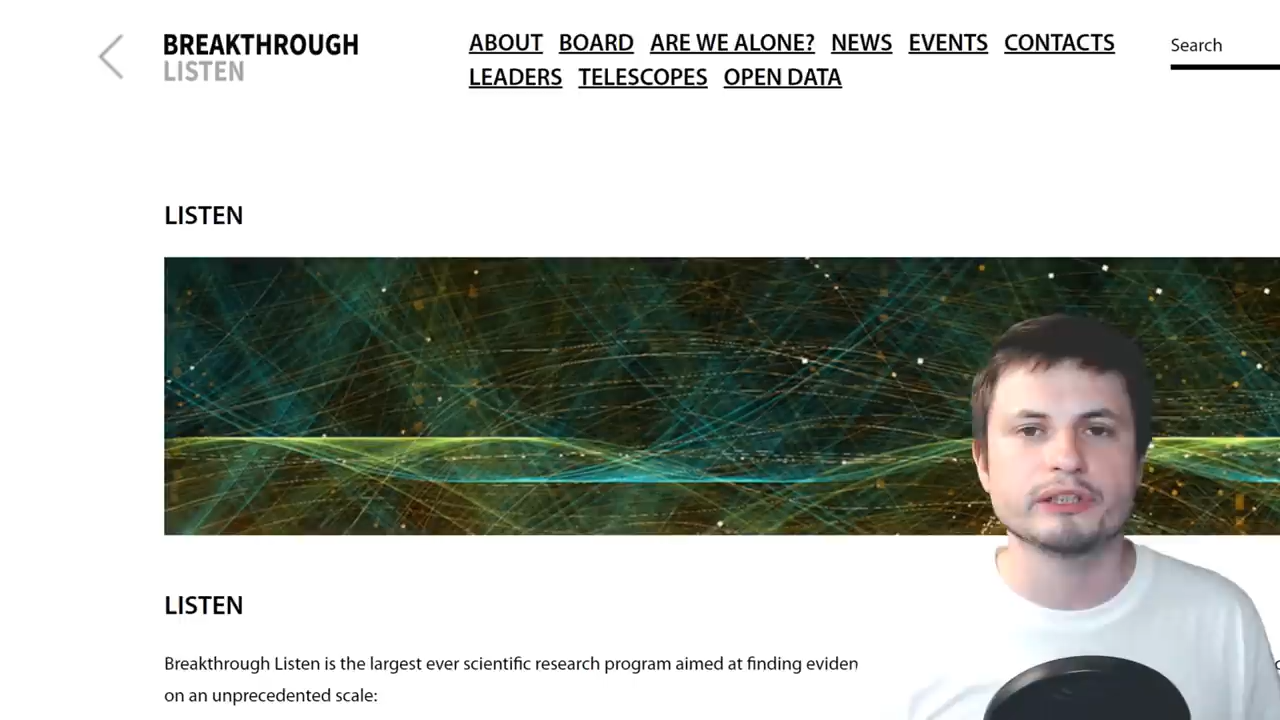 BREAKTHROUGH
LISTEN
ABOUT BOARD ARE WE ALONE? NEWS EVENTS CONTACTS
LEADERS TELESCOPES OPEN DATA
Search
LISTEN
LISTEN
Breakthrough Listen is the largest ever scientific research program aimed at finding eviden
on an unprecedented scale: